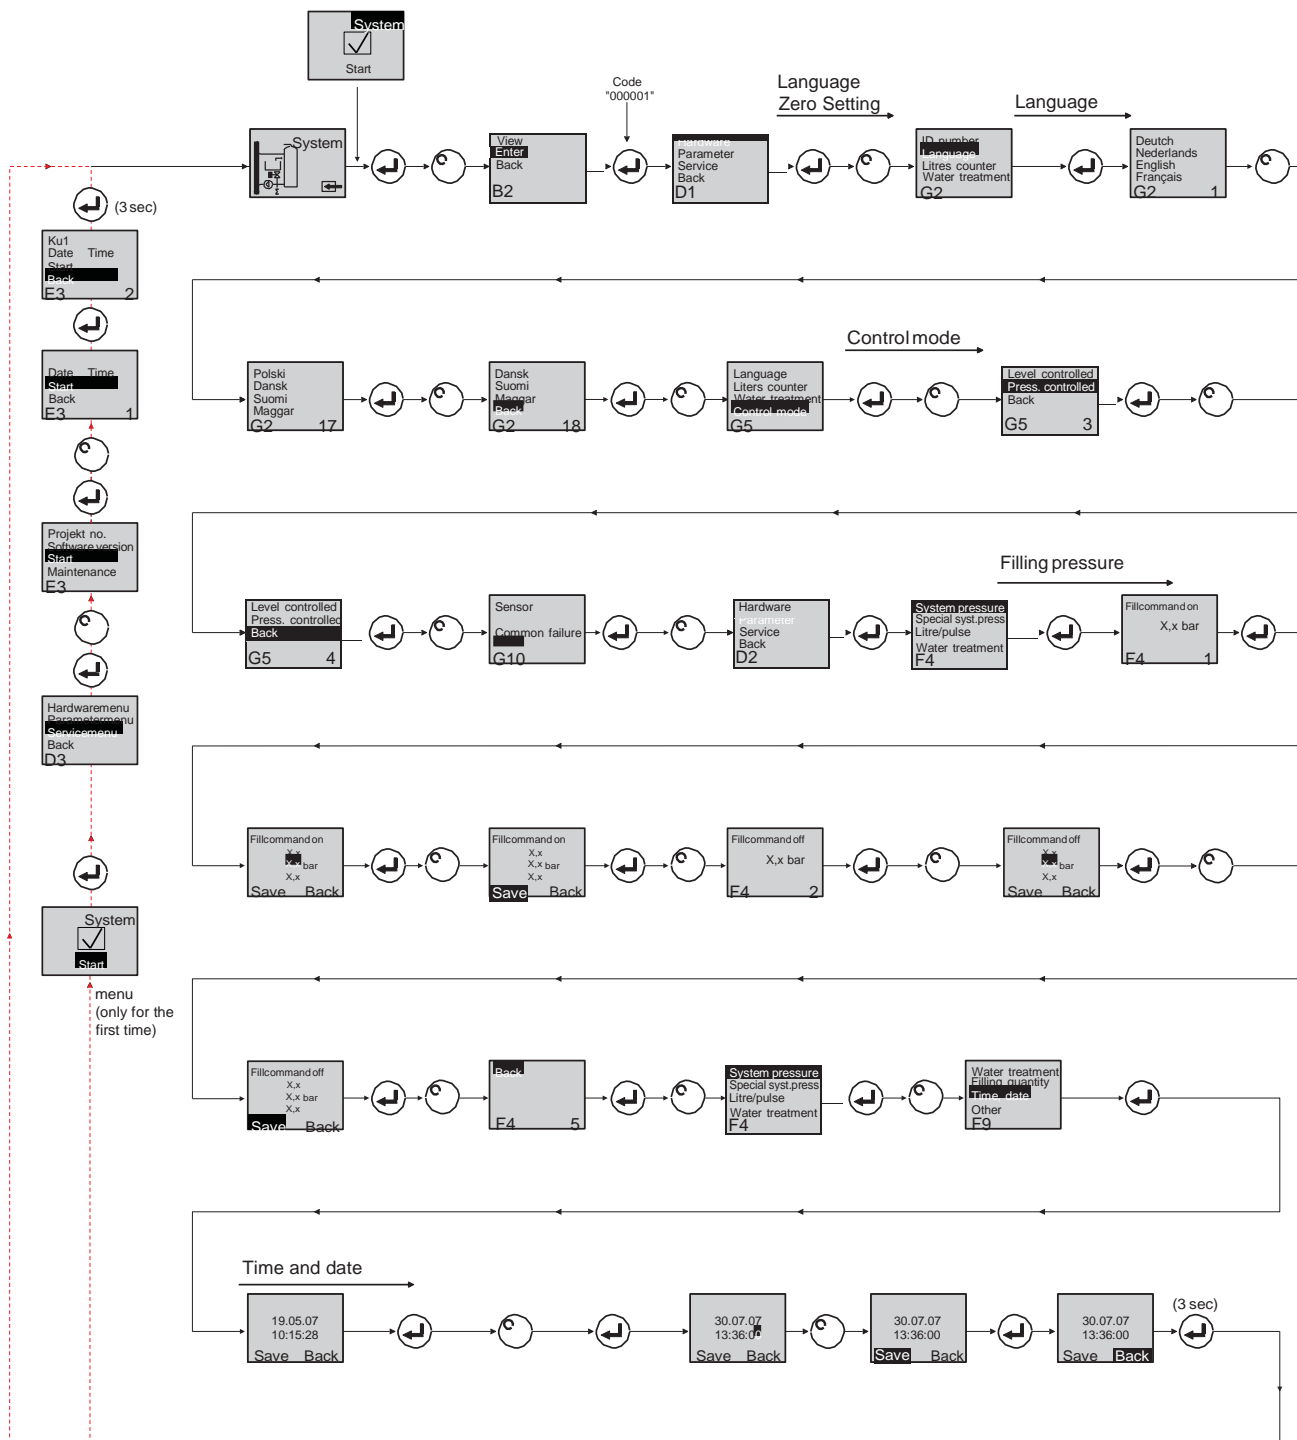 System
Start
Code
"000001"
Language
Zero Setting
Language
System
View
Enter
Back
B2
Hardware
Parameter
Service
Back
D1
ID number
Language
Litres counter
Water treatment
G2
Deutch
Nederlands
English
Français
G2 1
(3 sec)
Ku1
Date Time
Start
Back
E3 2
Date Time
Start
Back
E3 1
Projekt no.
Software version
Start
Maintenance
E3
Hardwaremenu
Parametermenu
Servicemenu
Back
D3
System
Start
menu
(only for the
first time)
Control mode
Polski
Dansk
Suomi
Maggar
G2 17
Dansk
Suomi
Maggar
Back
G2 18
Language
Liters counter
Water treatment
Control mode
G5
Level controlled
Press. controlled
Back
G5 3
Filling pressure
Level controlled
Press. controlled
Back
G5 4
Sensor
Common failure
G10
Hardware
Parameter
Service
Back
D2
System pressure
Special syst.press
Litre/pulse
Water treatment
F4
Fillcommand on
X,x bar
F4 1
Fillcommand on
X,x
X,x bar
X,x
Save Back
Fillcommand on
X,x
X,x bar
X,x
Save Back
Fillcommand off
X,x bar
F4 2
Fillcommand off
X,x
X,x bar
X,x
Save Back
Fillcommand off
X,x
X,x bar
X,x
Save Back
Back
F4 5
System pressure
Special syst.press
Litre/pulse
Water treatment
F4
Water treatment
Filling quantity
Time, date
Other
F9
Time and date
19.05.07
10:15:28
Save Back
30.07.07
13:36:00
Save Back
30.07.07
13:36:00
Save Back
30.07.07
13:36:00
Save Back
(3 sec)